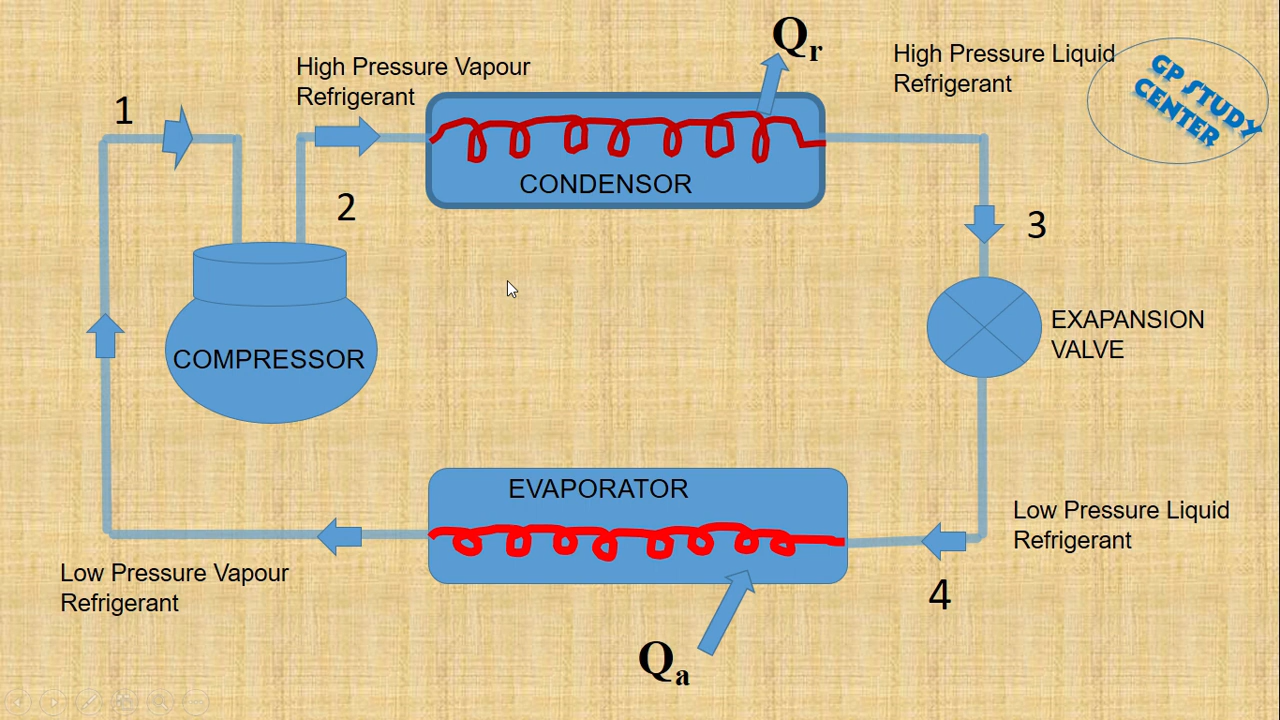 Qr
High Pressure Vapour
Refrigerant
High Pressure Liquid
Refrigerant
GP STUDY
CENTER
1
CONDENSOR
2
3
COMPRESSOR
EXAPANSION
VALVE
EVAPORATOR
Low Pressure Liquid
Refrigerant
Low Pressure Vapour
Refrigerant
4
Qa